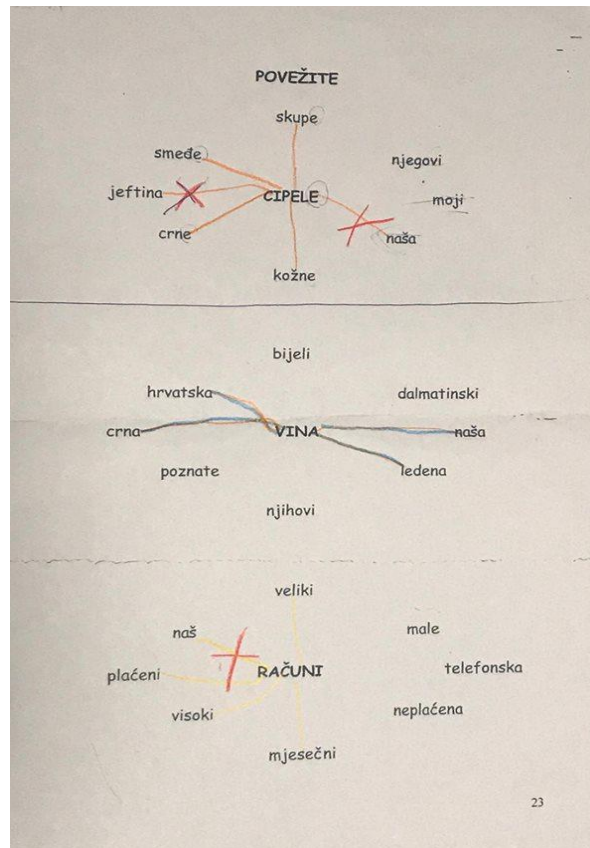 POVEŽITE
skupe
smeđe
njegovi
jeftina
CIPELE
moji
crne
naša
kožne
bijeli
hrvatska
dalmatinski
crna
VINA
naša
poznate
ledena
njihovi
veliki
naš
male
plaćeni
RAČUNI
telefonska
visoki
neplaćena
mjesečni
23